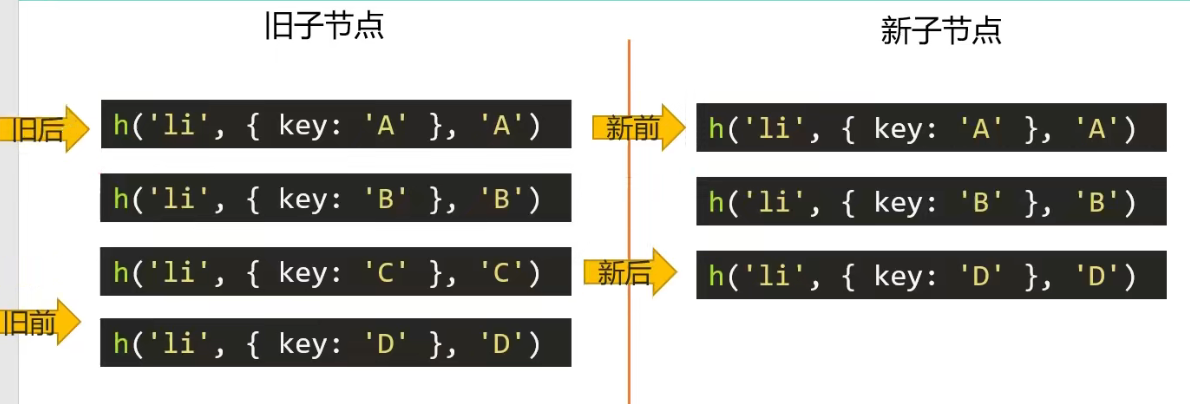 旧子节点
新子节点
旧后
h('li', { key: 'A' }, 'A')
h('li', { key: 'B' }, 'B')
h('li', { key: 'C' }, 'C')
旧前
h('li', { key: 'D' }, 'D')
新前
h('li', { key: 'A' }, 'A')
h('li', { key: 'B' }, 'B')
新后
h('li', { key: 'D' }, 'D')